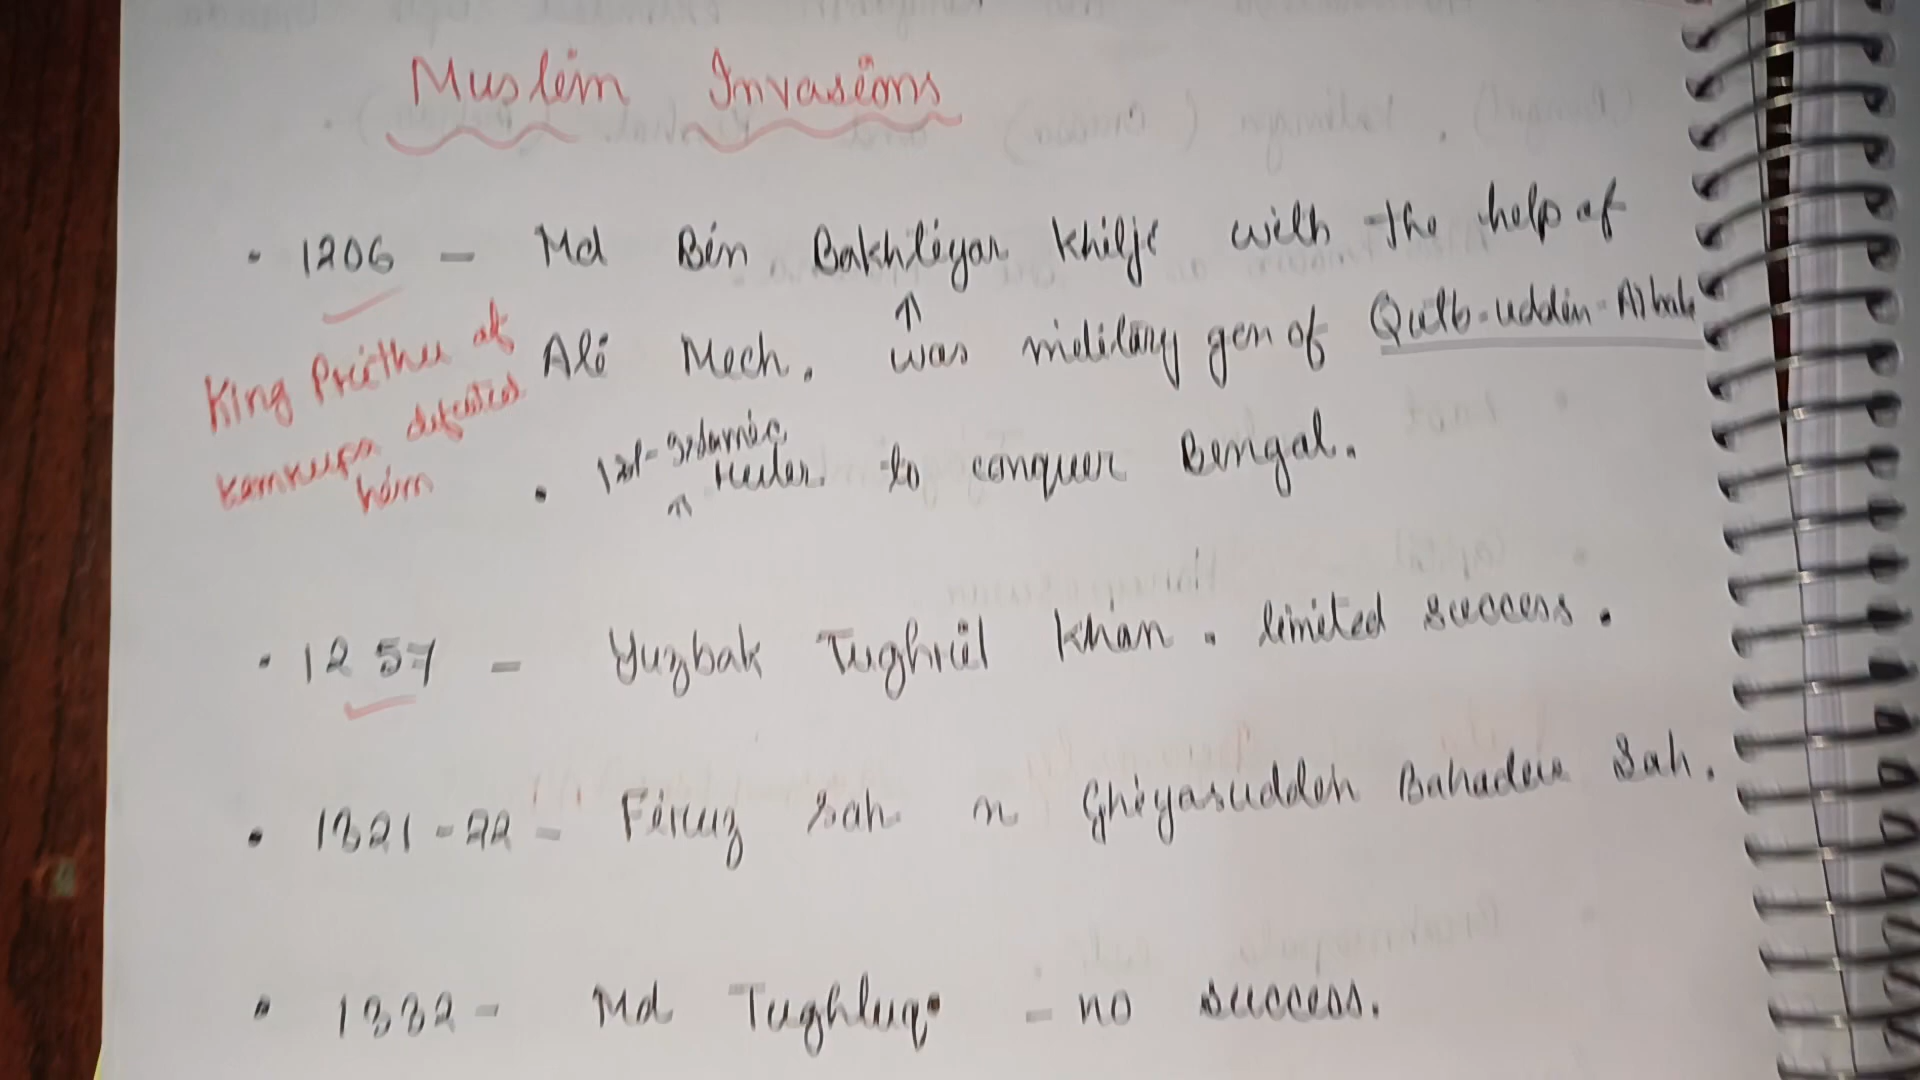 Muslim Invasions
• 1206 – Md Bin Bakhtiyar Khilji with the help of
Ali Mech. ↑ was military gen of Qutb-uddin-Aibak
King Prithu of
Kamrupa defeated
him
• 1st Islamic ruler to conquer Bengal.
• 1257 – Yuzbak Tughril Khan. limited success.
• 1321-22 – Firuz Sah n Ghiyasuddin Bahadur Sah.
• 1332 – Md Tughluq – no success.